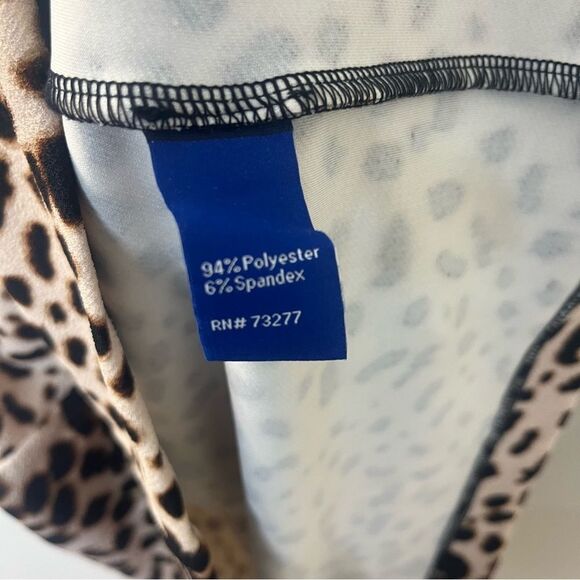 94% Polyester
6% Spandex
RN# 73277